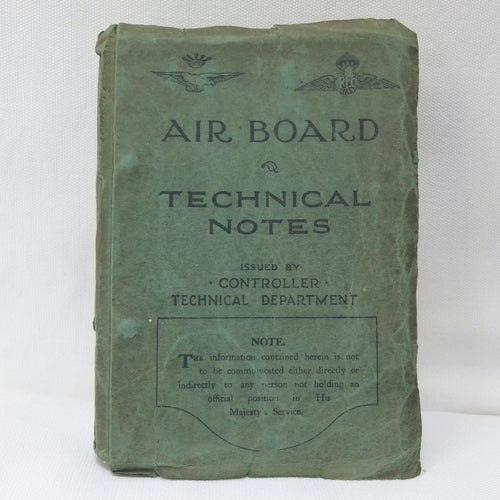 AIR BOARD
TECHNICAL
NOTES
ISSUED BY
· CONTROLLER ·
TECHNICAL DEPARTMENT
NOTE.
THE information contained herein is not
to be communicated either directly or
indirectly to any person not holding an
official position in His
Majesty's Service.